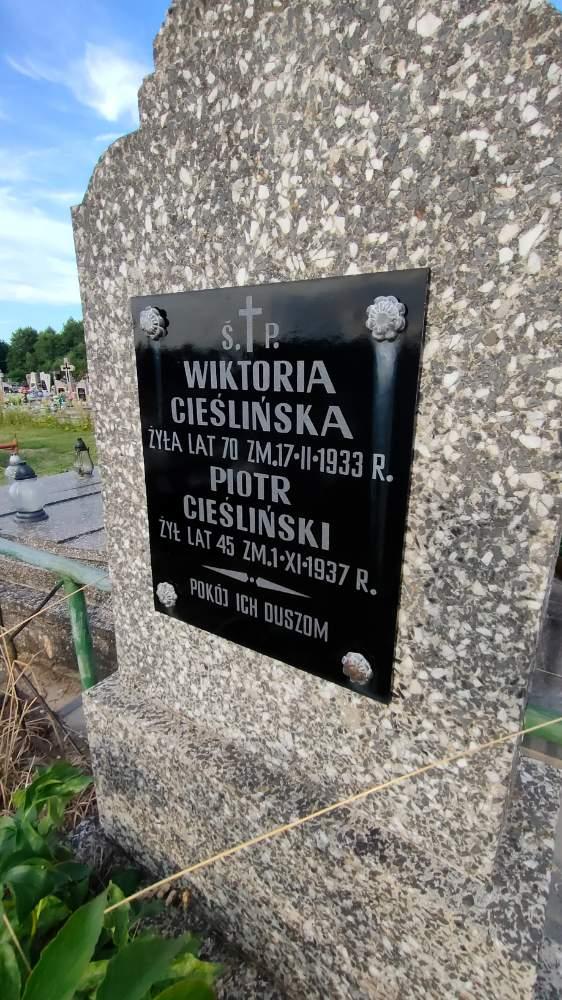 Ś. P.
WIKTORIA
CIEŚLIŃSKA
ŻYŁA LAT 70 ZM.17·II·1933 R.
PIOTR
CIEŚLIŃSKI
ŻYŁ LAT 45 ZM.1·XI·1937 R.
POKÓJ ICH DUSZOM